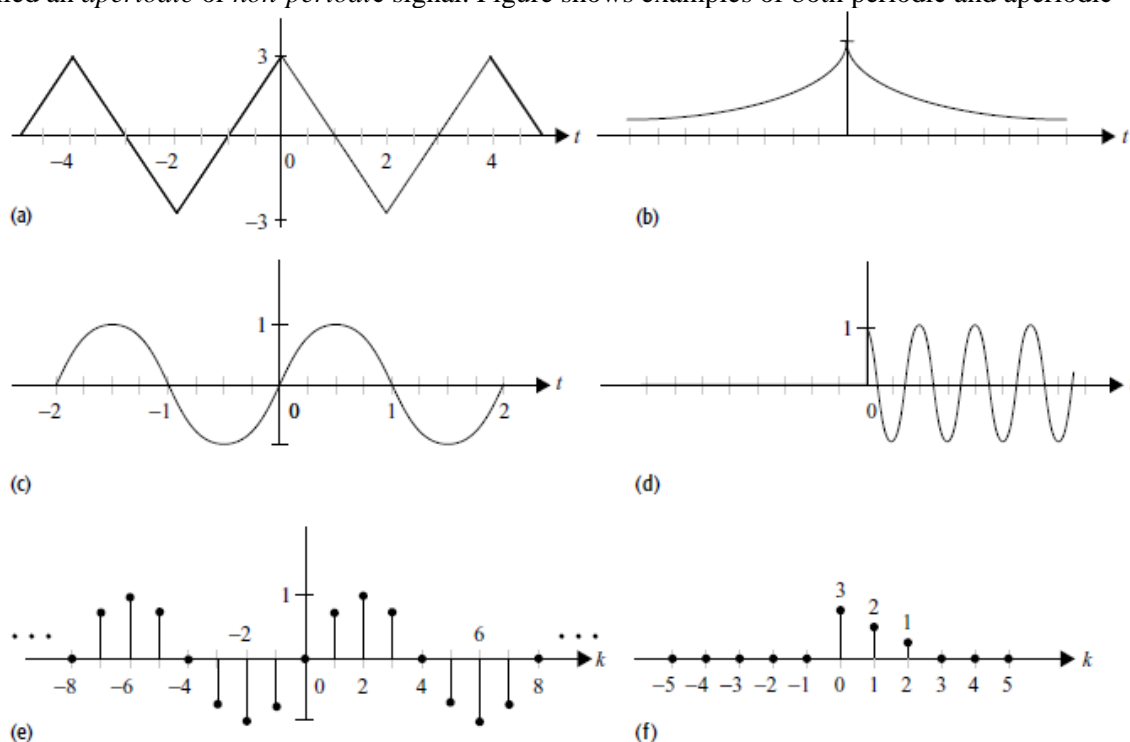 led an aperiodic or non-periodic signal. Figure shows examples of both periodic and aperiodic
3
t
−4 −2 0 2 4
−3
(a)
t
(b)
1
t
−2 −1 0 1 2
(c)
1
0
(d)
1
−2 6
k
−8 −6 −4 0 2 4 8
(e)
3
2
1
k
−5 −4 −3 −2 −1 0 1 2 3 4 5
(f)